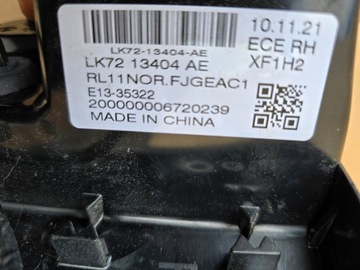 10.11.21
LK72-13404-AE
ECE RH
LK72 13404 AE
XF1H2
RL11NOR.FJGEAC1
E13-35322
200000006720239
MADE IN CHINA